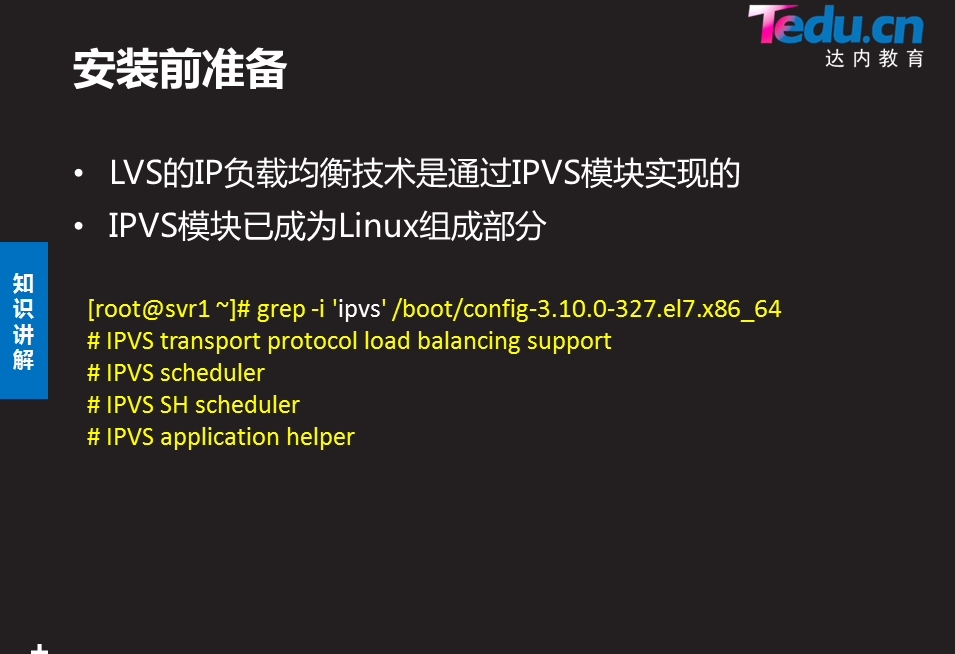 Tedu.cn
达内教育
安装前准备
• LVS的IP负载均衡技术是通过IPVS模块实现的
• IPVS模块已成为Linux组成部分
知识讲解
[root@svr1 ~]# grep -i 'ipvs' /boot/config-3.10.0-327.el7.x86_64
# IPVS transport protocol load balancing support
# IPVS scheduler
# IPVS SH scheduler
# IPVS application helper